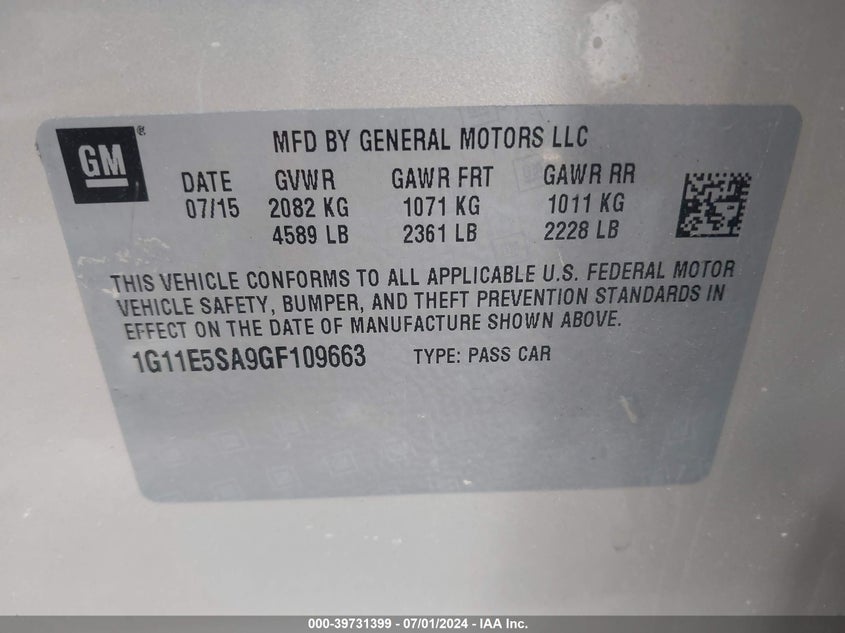 GM®
MFD BY GENERAL MOTORS LLC
DATE GVWR GAWR FRT GAWR RR
07/15 2082 KG 1071 KG 1011 KG
4589 LB 2361 LB 2228 LB
THIS VEHICLE CONFORMS TO ALL APPLICABLE U.S. FEDERAL MOTOR
VEHICLE SAFETY, BUMPER, AND THEFT PREVENTION STANDARDS IN
EFFECT ON THE DATE OF MANUFACTURE SHOWN ABOVE.
1G11E5SA9GF109663 TYPE: PASS CAR
000-39731399 - 07/01/2024 - IAA Inc.